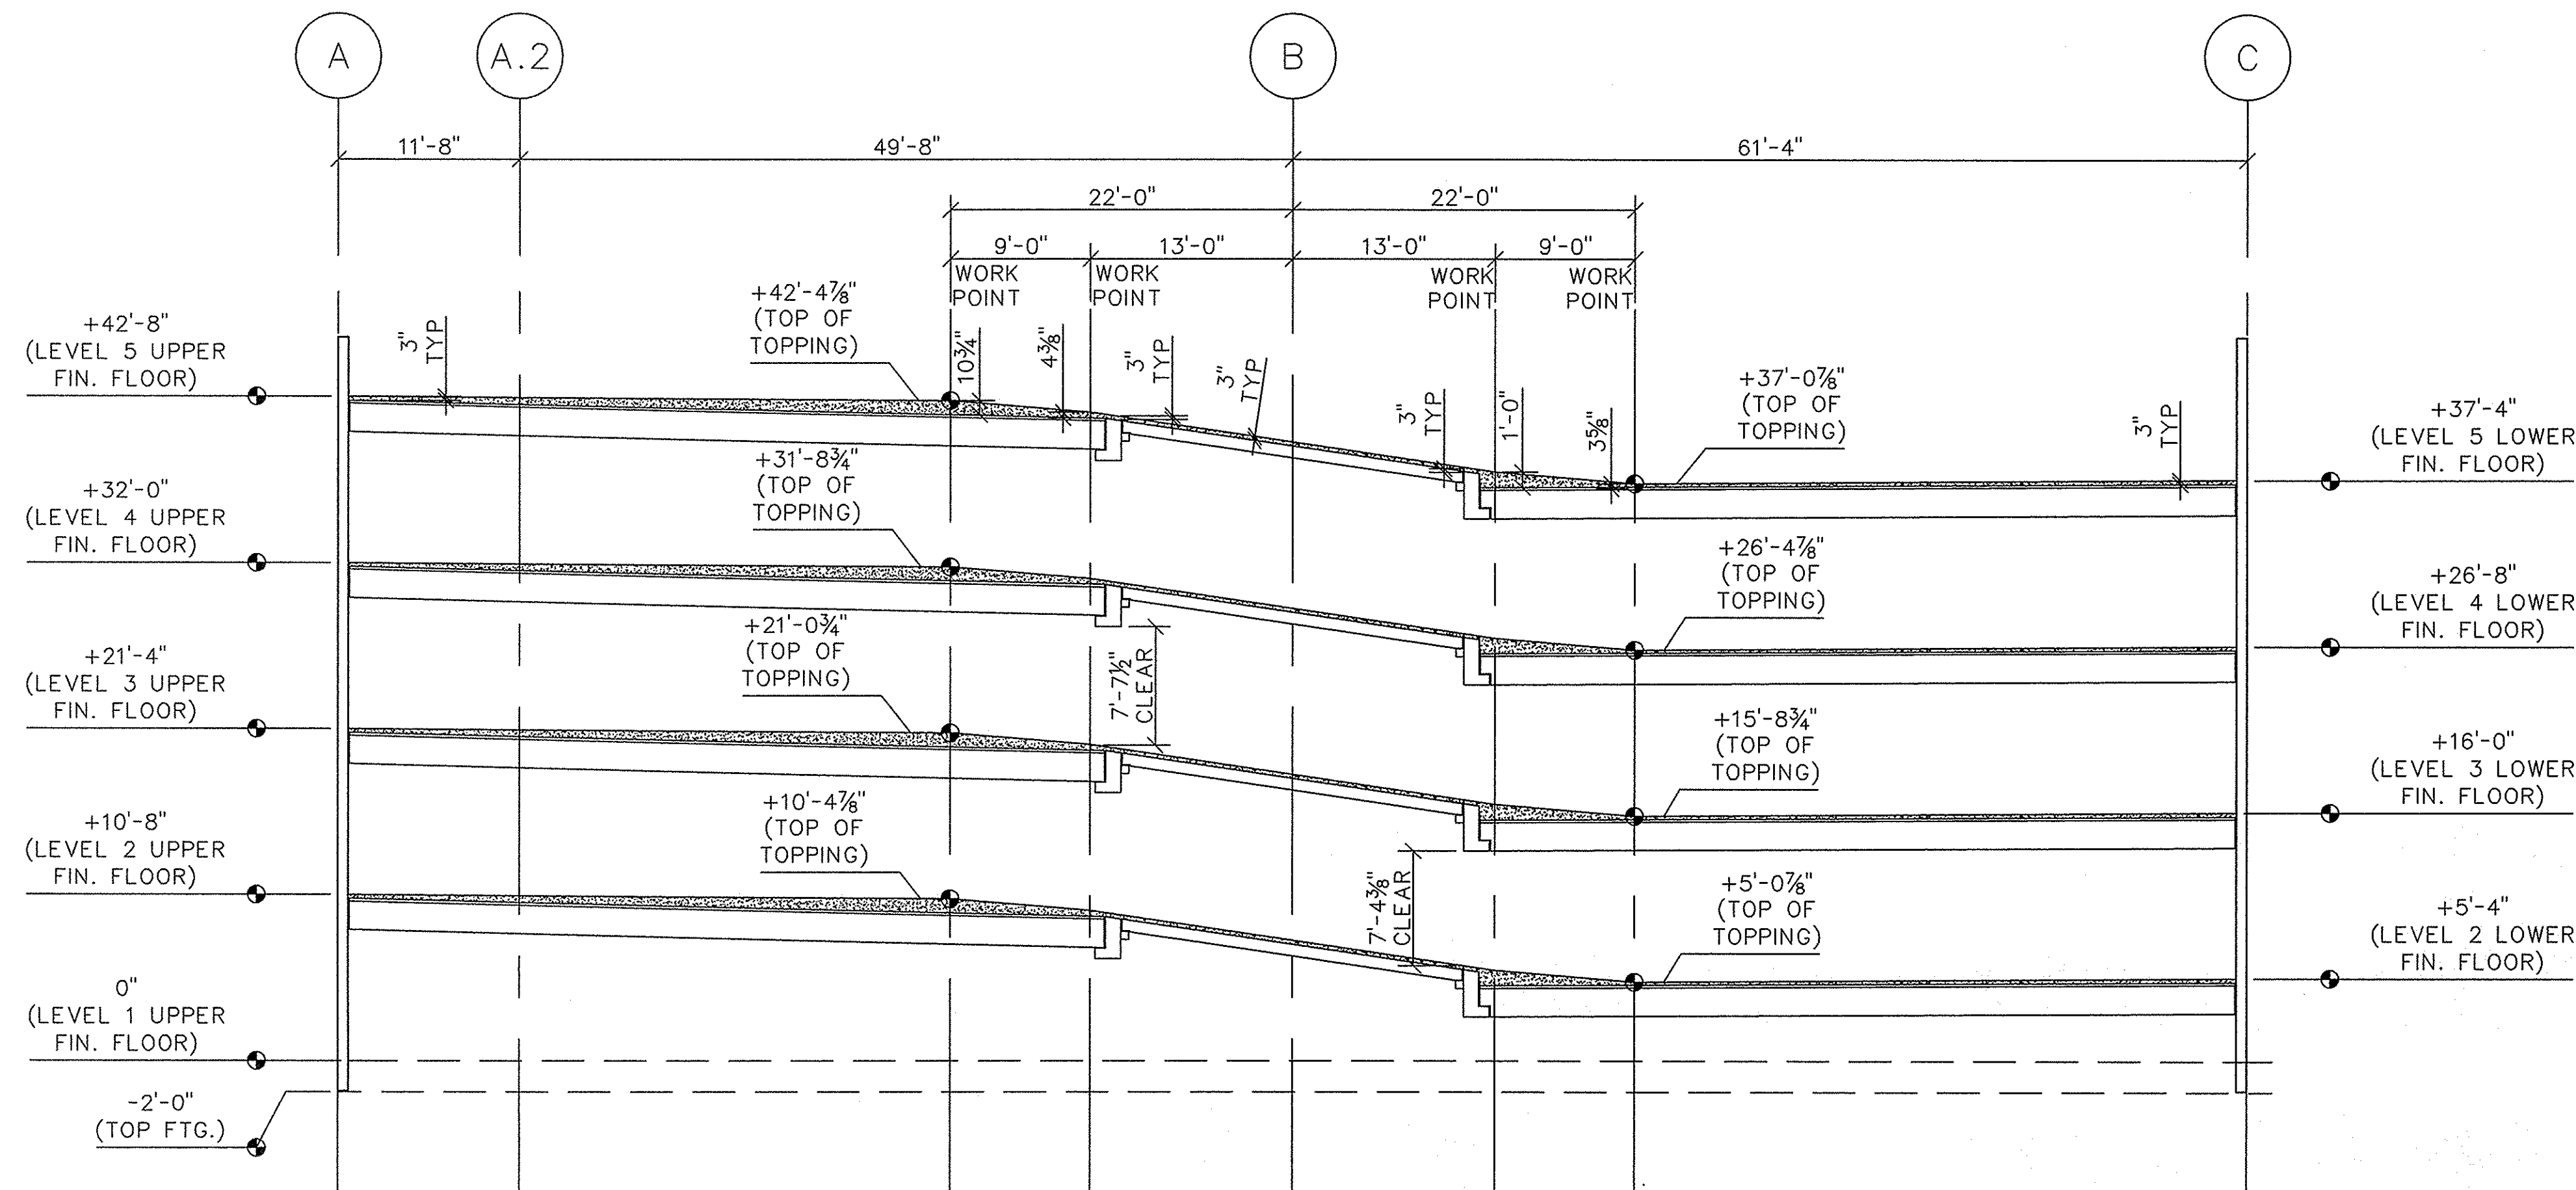 A
A.2
B
C
11'-8"
49'-8"
61'-4"
22'-0"
22'-0"
9'-0"
13'-0"
13'-0"
9'-0"
WORK
POINT
WORK
POINT
WORK
POINT
WORK
POINT
+42'-8"
(LEVEL 5 UPPER
FIN. FLOOR)
3"
TYP
+42'-4⅞"
(TOP OF
TOPPING)
10¾"
4⅜"
3"
TYP
3"
TYP
3"
TYP
1'-0"
3⅝"
+37'-0⅞"
(TOP OF
TOPPING)
3"
TYP
+37'-4"
(LEVEL 5 LOWER
FIN. FLOOR)
+32'-0"
(LEVEL 4 UPPER
FIN. FLOOR)
+31'-8¾"
(TOP OF
TOPPING)
+26'-4⅞"
(TOP OF
TOPPING)
+26'-8"
(LEVEL 4 LOWER
FIN. FLOOR)
+21'-4"
(LEVEL 3 UPPER
FIN. FLOOR)
+21'-0¾"
(TOP OF
TOPPING)
7'-7½"
CLEAR
+15'-8¾"
(TOP OF
TOPPING)
+16'-0"
(LEVEL 3 LOWER
FIN. FLOOR)
+10'-8"
(LEVEL 2 UPPER
FIN. FLOOR)
+10'-4⅞"
(TOP OF
TOPPING)
7'-4⅜"
CLEAR
+5'-0⅞"
(TOP OF
TOPPING)
+5'-4"
(LEVEL 2 LOWER
FIN. FLOOR)
0"
(LEVEL 1 UPPER
FIN. FLOOR)
-2'-0"
(TOP FTG.)